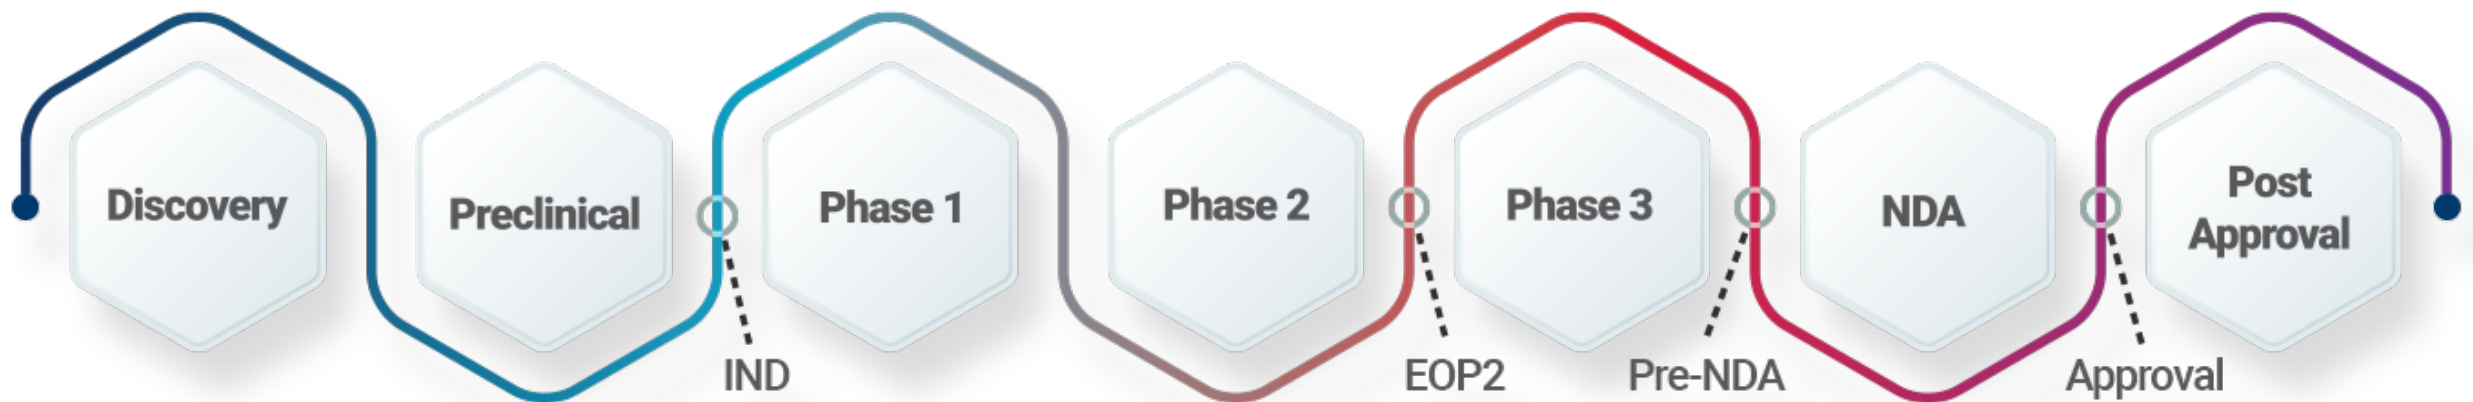 Discovery
Preclinical
Phase 1
Phase 2
Phase 3
NDA
Post
Approval
IND
EOP2
Pre-NDA
Approval